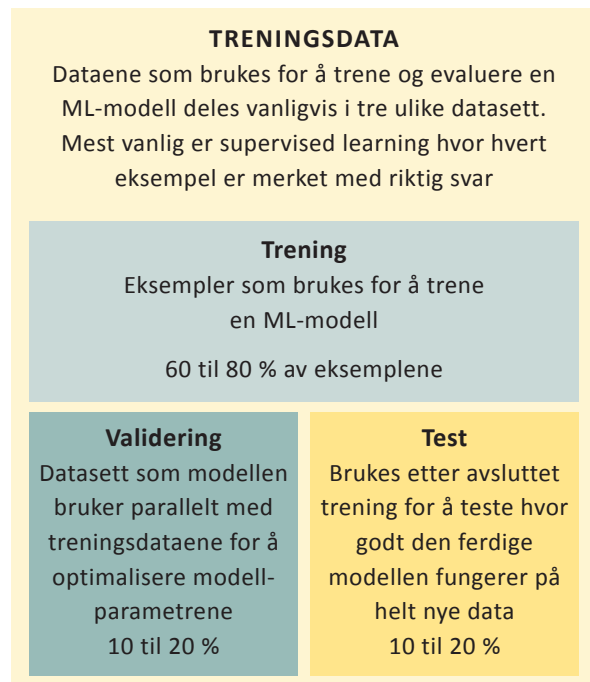 TRENINGSDATA
Dataene som brukes for å trene og evaluere en
ML-modell deles vanligvis i tre ulike datasett.
Mest vanlig er supervised learning hvor hvert
eksempel er merket med riktig svar
Trening
Eksempler som brukes for å trene
en ML-modell
60 til 80 % av eksemplene
Validering
Datasett som modellen
bruker parallelt med
treningsdataene for å
optimalisere modell-
parametrene
10 til 20 %
Test
Brukes etter avsluttet
trening for å teste hvor
godt den ferdige
modellen fungerer på
helt nye data
10 til 20 %